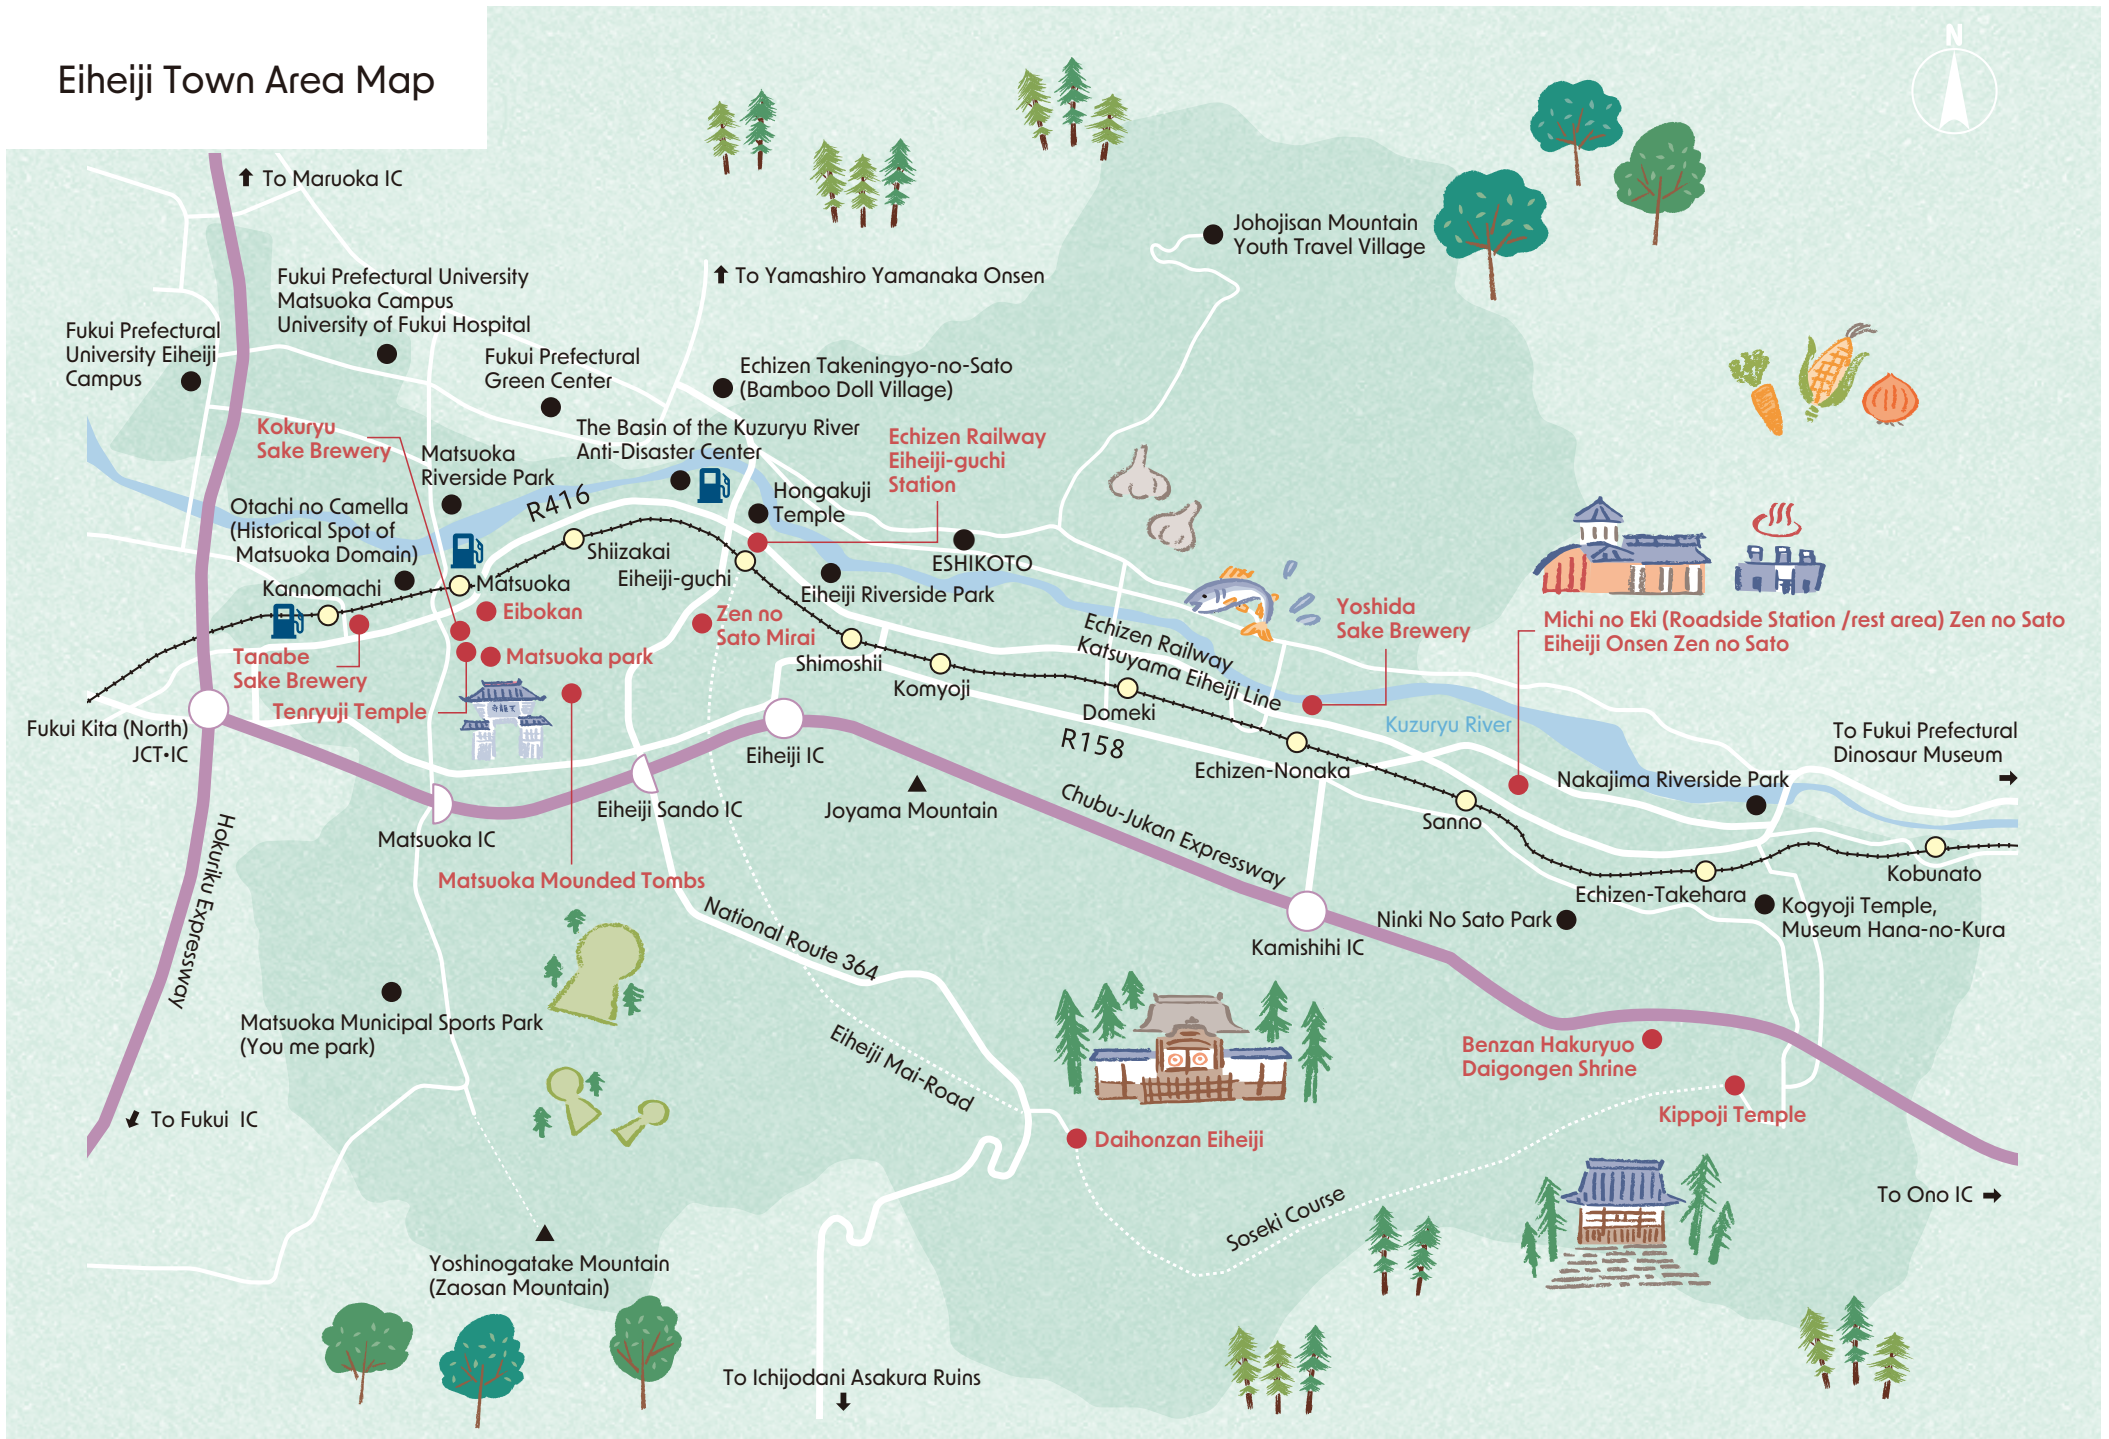 Eiheiji Town Area Map
N
To Maruoka IC
Johojisan Mountain
Youth Travel Village
To Yamashiro Yamanaka Onsen
Fukui Prefectural University
Matsuoka Campus
University of Fukui Hospital
Fukui Prefectural
University Eiheiji
Campus
Fukui Prefectural
Green Center
Echizen Takeningyo-no-Sato
(Bamboo Doll Village)
Kokuryu
Sake Brewery
The Basin of the Kuzuryu River
Anti-Disaster Center
Echizen Railway
Eiheiji-guchi
Station
Matsuoka
Riverside Park
R416
Hongakuji
Temple
Otachi no Camella
(Historical Spot of
Matsuoka Domain)
Shiizakai
Eiheiji-guchi
ESHIKOTO
Kannomachi
Matsuoka
Eiheiji Riverside Park
Eibokan
Zen no
Sato Mirai
Yoshida
Sake Brewery
Michi no Eki (Roadside Station /rest area) Zen no Sato
Eiheiji Onsen Zen no Sato
Echizen Railway
Katsuyama Eiheiji Line
Tanabe
Sake Brewery
Matsuoka park
Shimoshii
Komyoji
Tenryuji Temple
Domeki
Kuzuryu River
Fukui Kita (North)
JCT•IC
R158
To Fukui Prefectural
Dinosaur Museum
Eiheiji IC
Echizen-Nonaka
Nakajima Riverside Park
Eiheiji Sando IC
Joyama Mountain
Chubu-Jukan Expressway
Sanno
Matsuoka IC
Hokuriku Expressway
Matsuoka Mounded Tombs
Kobunato
Echizen-Takehara
National Route 364
Ninki No Sato Park
Kogyoji Temple,
Museum Hana-no-Kura
Kamishihi IC
Matsuoka Municipal Sports Park
(You me park)
Eiheiji Mai-Road
Benzan Hakuryuo
Daigongen Shrine
To Fukui IC
Kippoji Temple
Daihonzan Eiheiji
Soseki Course
To Ono IC
Yoshinogatake Mountain
(Zaosan Mountain)
To Ichijodani Asakura Ruins